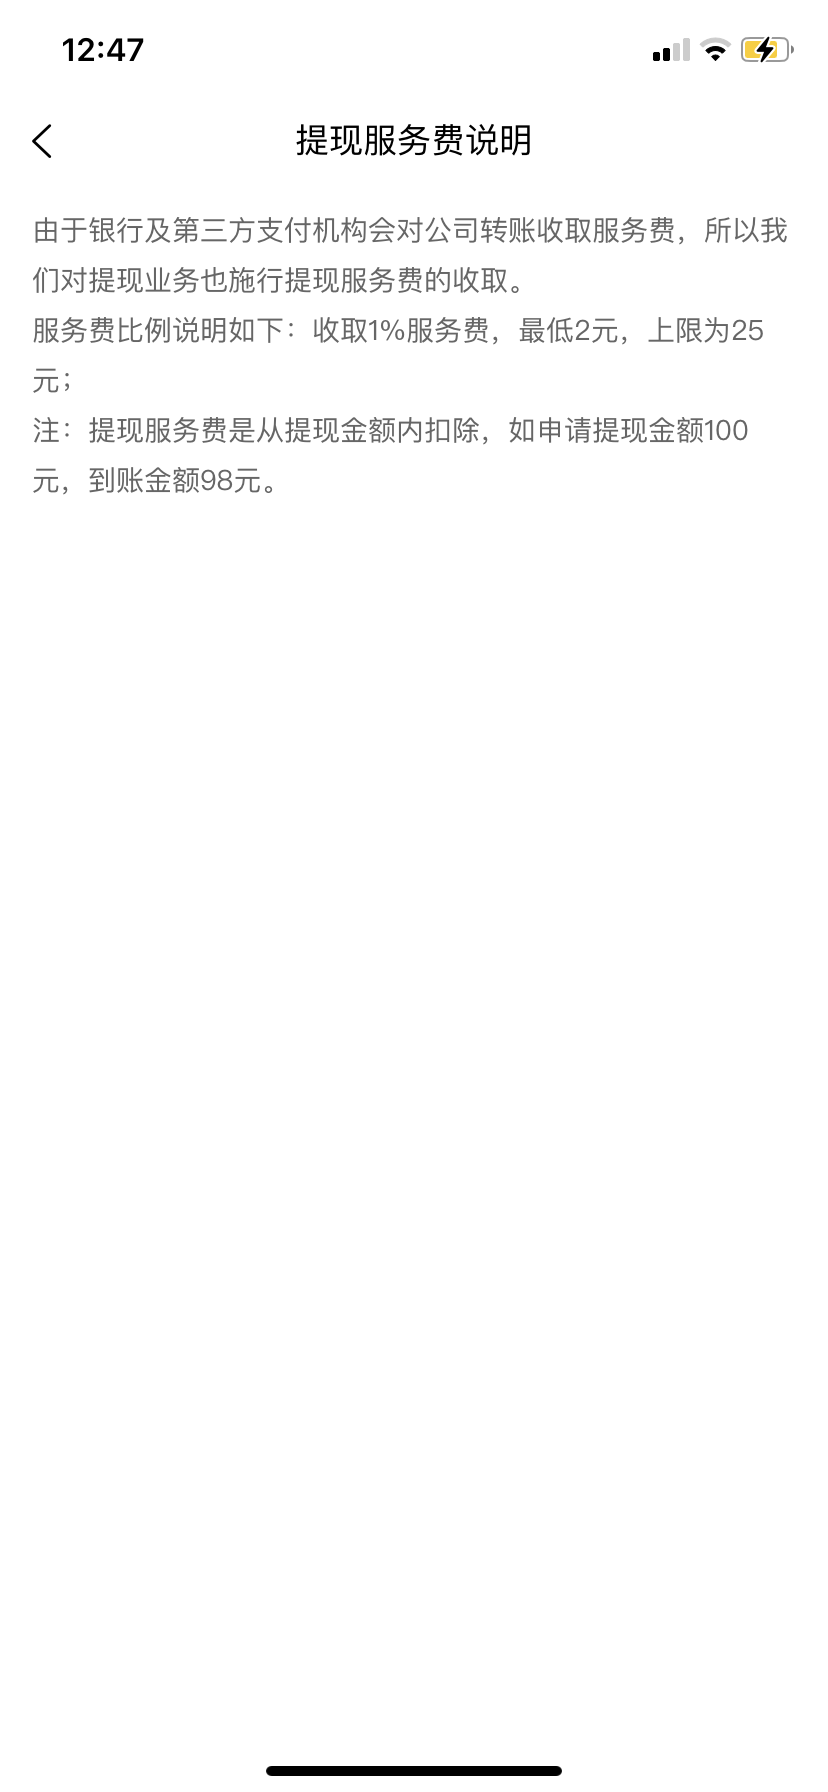 12:47
提现服务费说明
由于银行及第三方支付机构会对公司转账收取服务费，所以我
们对提现业务也施行提现服务费的收取。
服务费比例说明如下：收取1%服务费，最低2元，上限为25
元；
注：提现服务费是从提现金额内扣除，如申请提现金额100
元，到账金额98元。